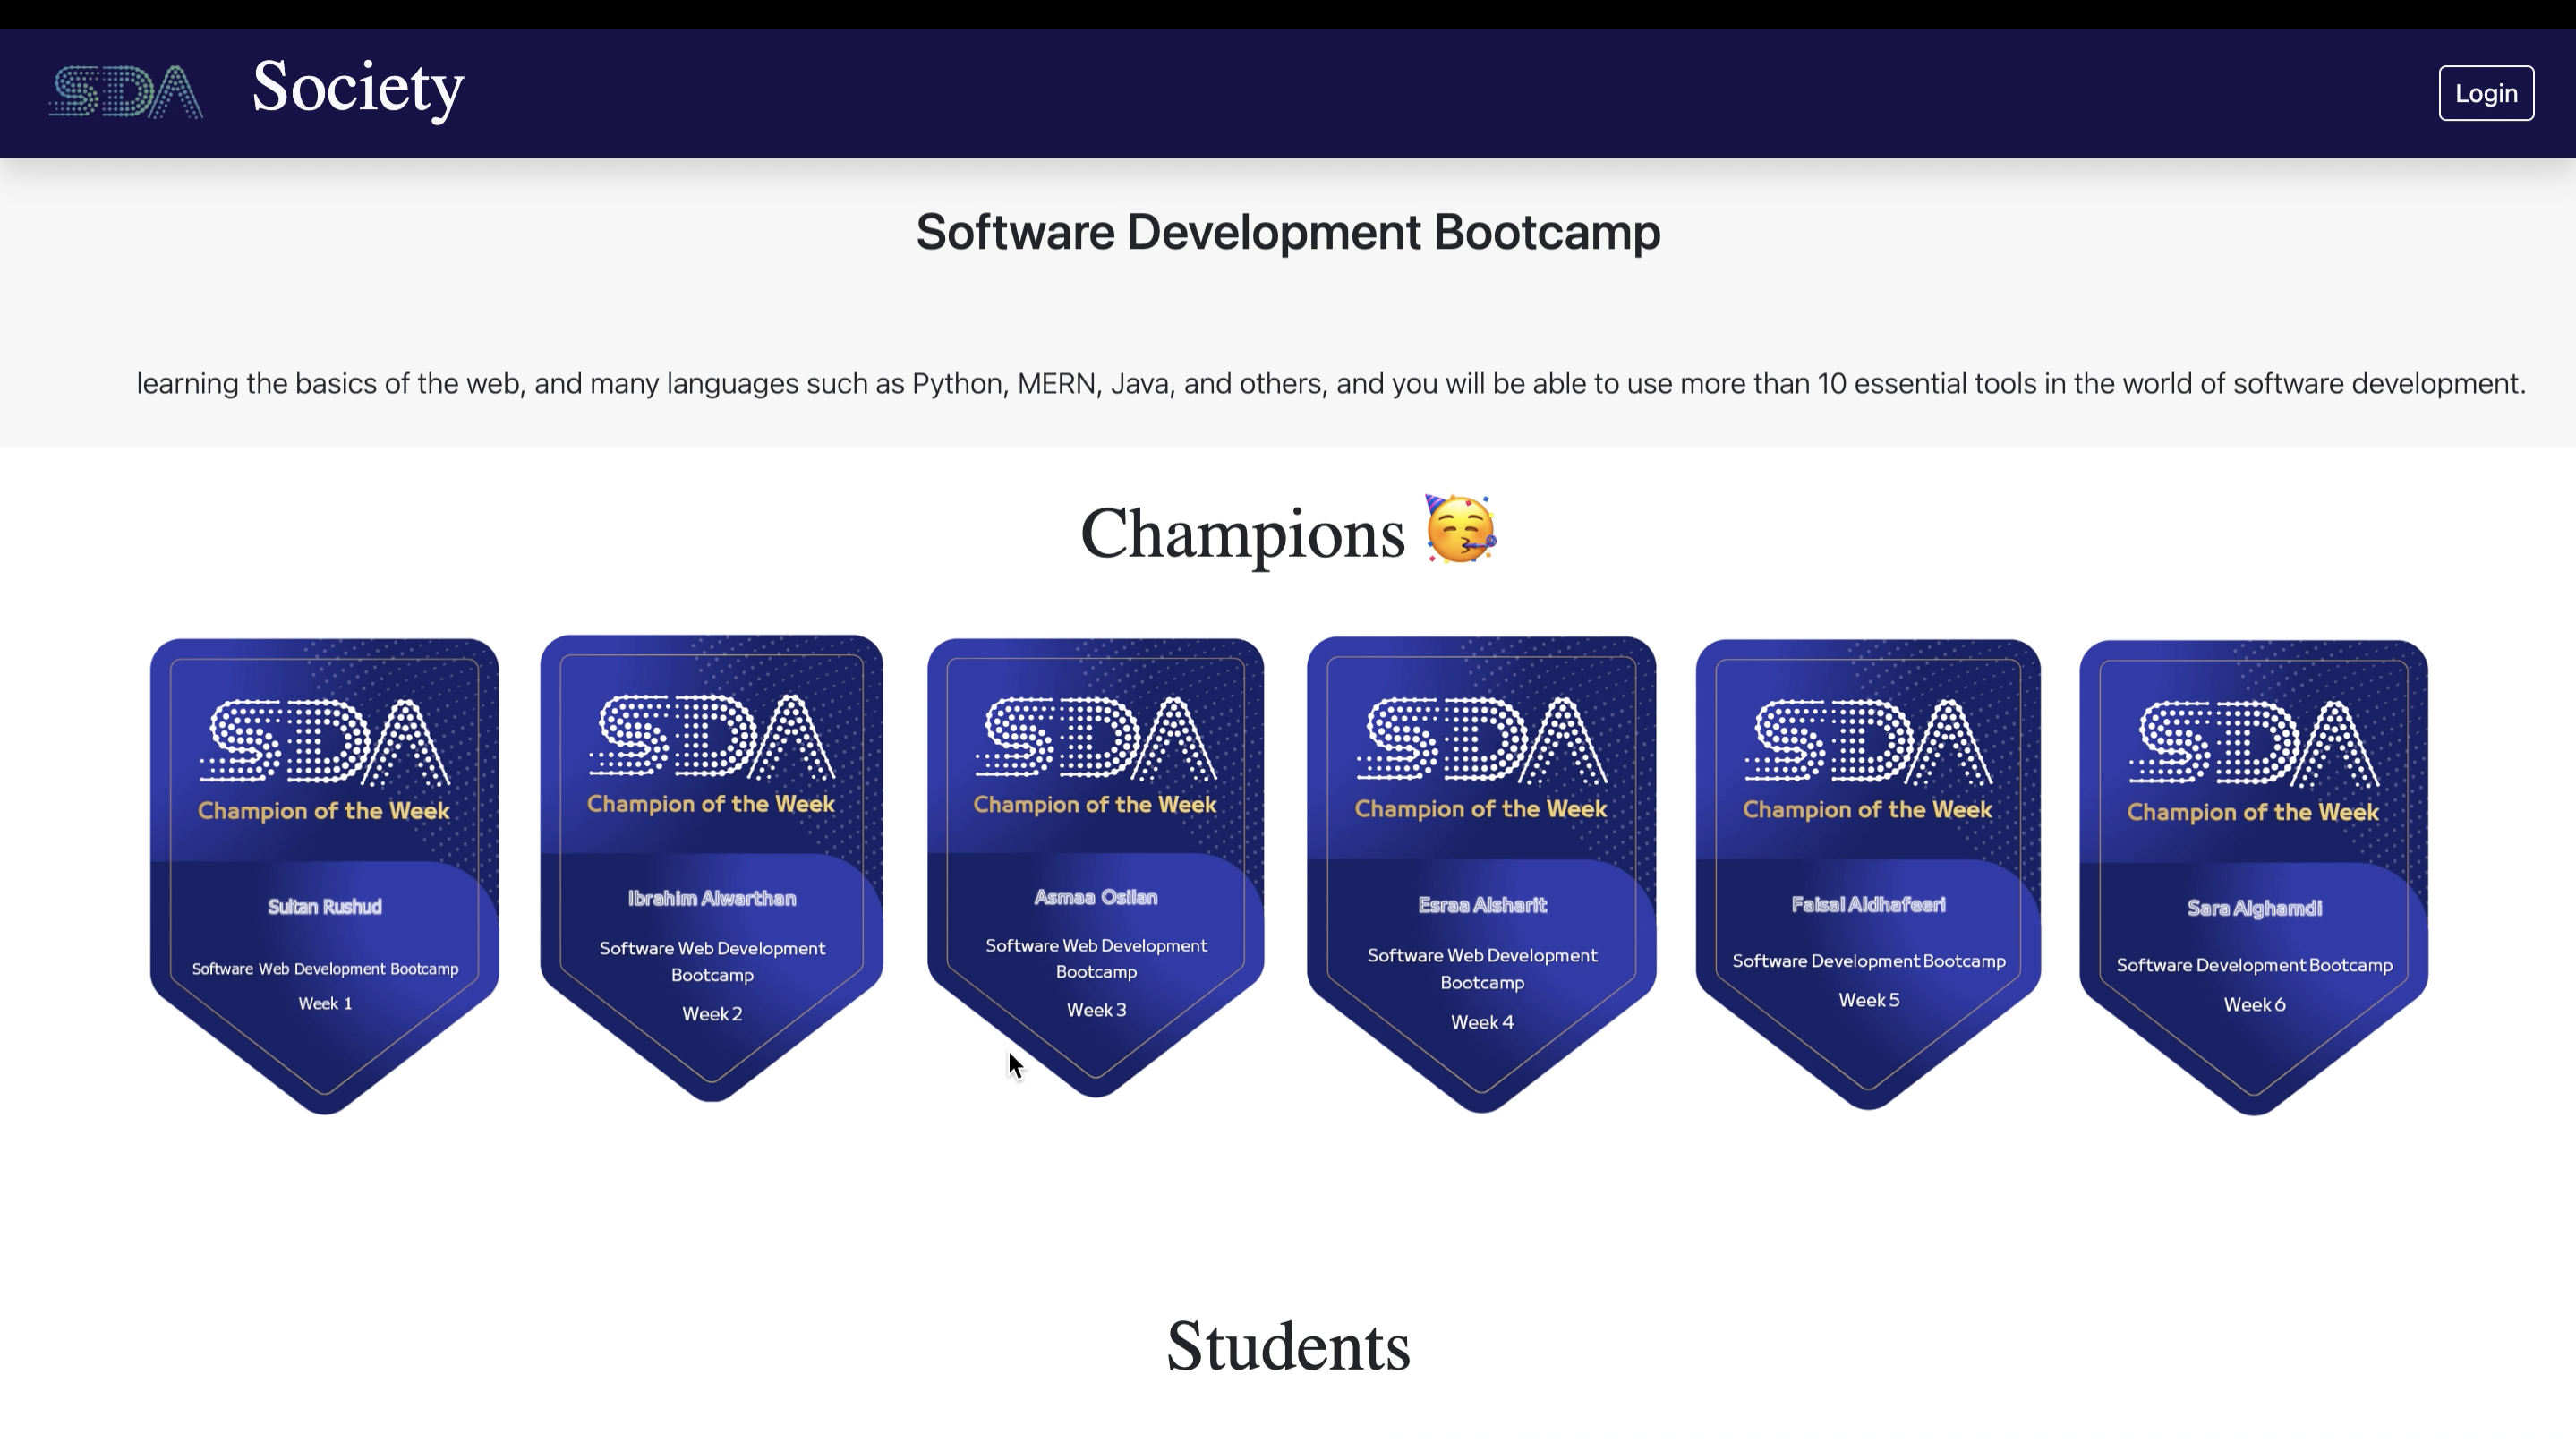 SDA Society
Login
Software Development Bootcamp
learning the basics of the web, and many languages such as Python, MERN, Java, and others, and you will be able to use more than 10 essential tools in the world of software development.
Champions 🥳
SDA
Champion of the Week
Sultan Rushud
Software Web Development Bootcamp
Week 1
SDA
Champion of the Week
Ibrahim Alwarthan
Software Web Development
Bootcamp
Week 2
SDA
Champion of the Week
Asmaa Osilan
Software Web Development
Bootcamp
Week 3
SDA
Champion of the Week
Esraa Alsharit
Software Web Development
Bootcamp
Week 4
SDA
Champion of the Week
Faisal Aldhafeeri
Software Development Bootcamp
Week 5
SDA
Champion of the Week
Sara Alghamdi
Software Development Bootcamp
Week 6
Students